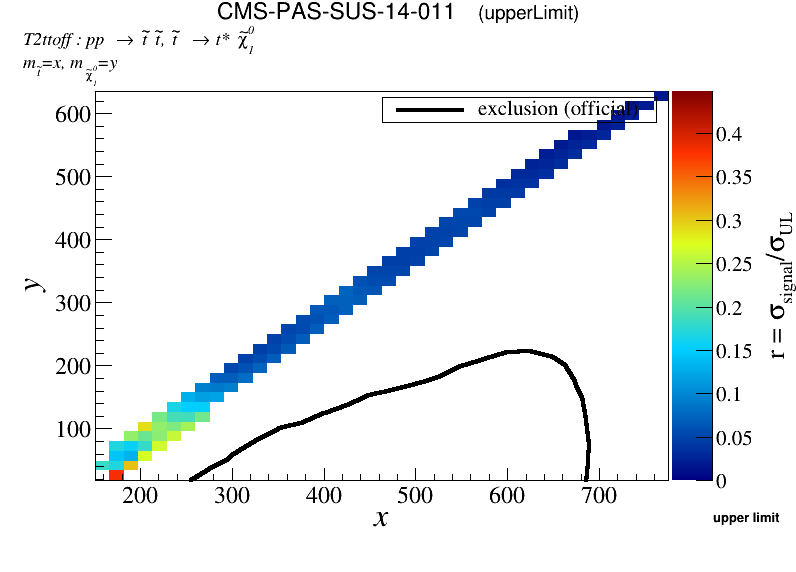 CMS-PAS-SUS-14-011 (upperLimit)
T2ttoff : pp → t̃ t̃, t̃ → t* χ̃⁰₁
m_t̃=x, m_χ̃⁰₁=y
exclusion (official)
600
500
400
300
200
100
y
200 300 400 500 600 700
x
0.4
0.35
0.3
0.25
0.2
0.15
0.1
0.05
0
r = σ_signal/σ_UL
upper limit